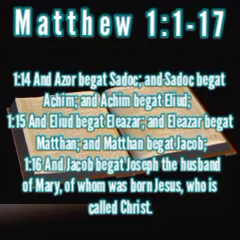 Matthew 1:1-17
1:14 And Azor begat Sadoc; and Sadoc begat
Achim; and Achim begat Eliud;
1:15 And Eliud begat Eleazar; and Eleazar begat
Matthan; and Matthan begat Jacob;
1:16 And Jacob begat Joseph the husband
of Mary, of whom was born Jesus, who is
called Christ.